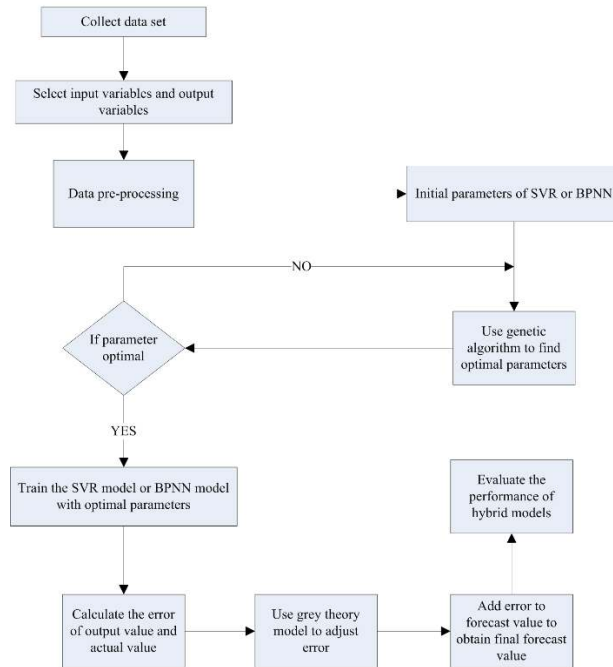 Collect data set
Select input variables and output
variables
Data pre-processing
Initial parameters of SVR or BPNN
NO
If parameter
optimal
Use genetic
algorithm to find
optimal parameters
YES
Train the SVR model or BPNN model
with optimal parameters
Evaluate the
performance of
hybrid models
Calculate the error
of output value and
actual value
Use grey theory
model to adjust
error
Add error to
forecast value to
obtain final forecast
value